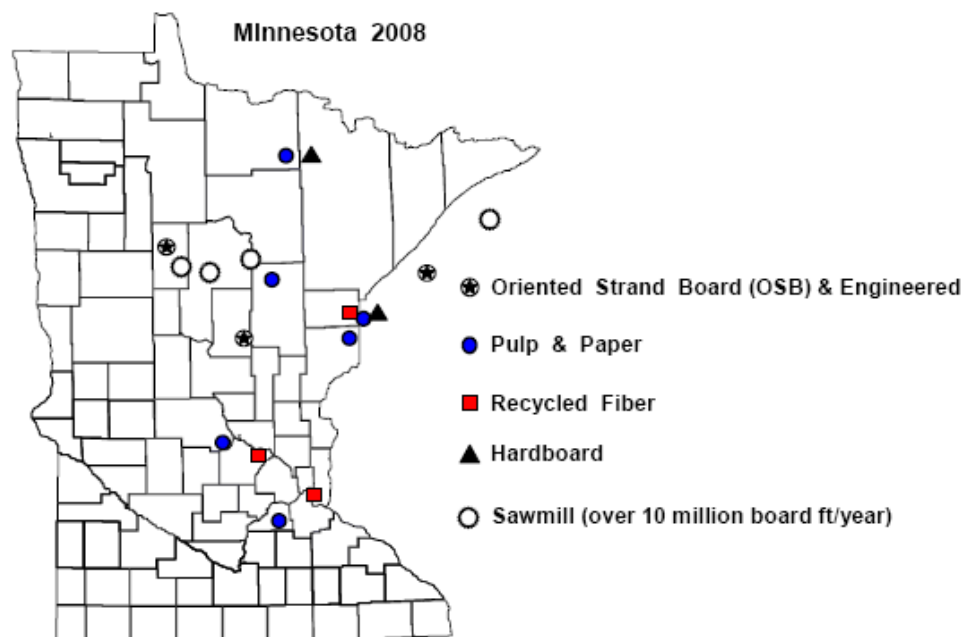 MInnesota 2008
Oriented Strand Board (OSB) & Engineered
Pulp & Paper
Recycled Fiber
Hardboard
Sawmill (over 10 million board ft/year)